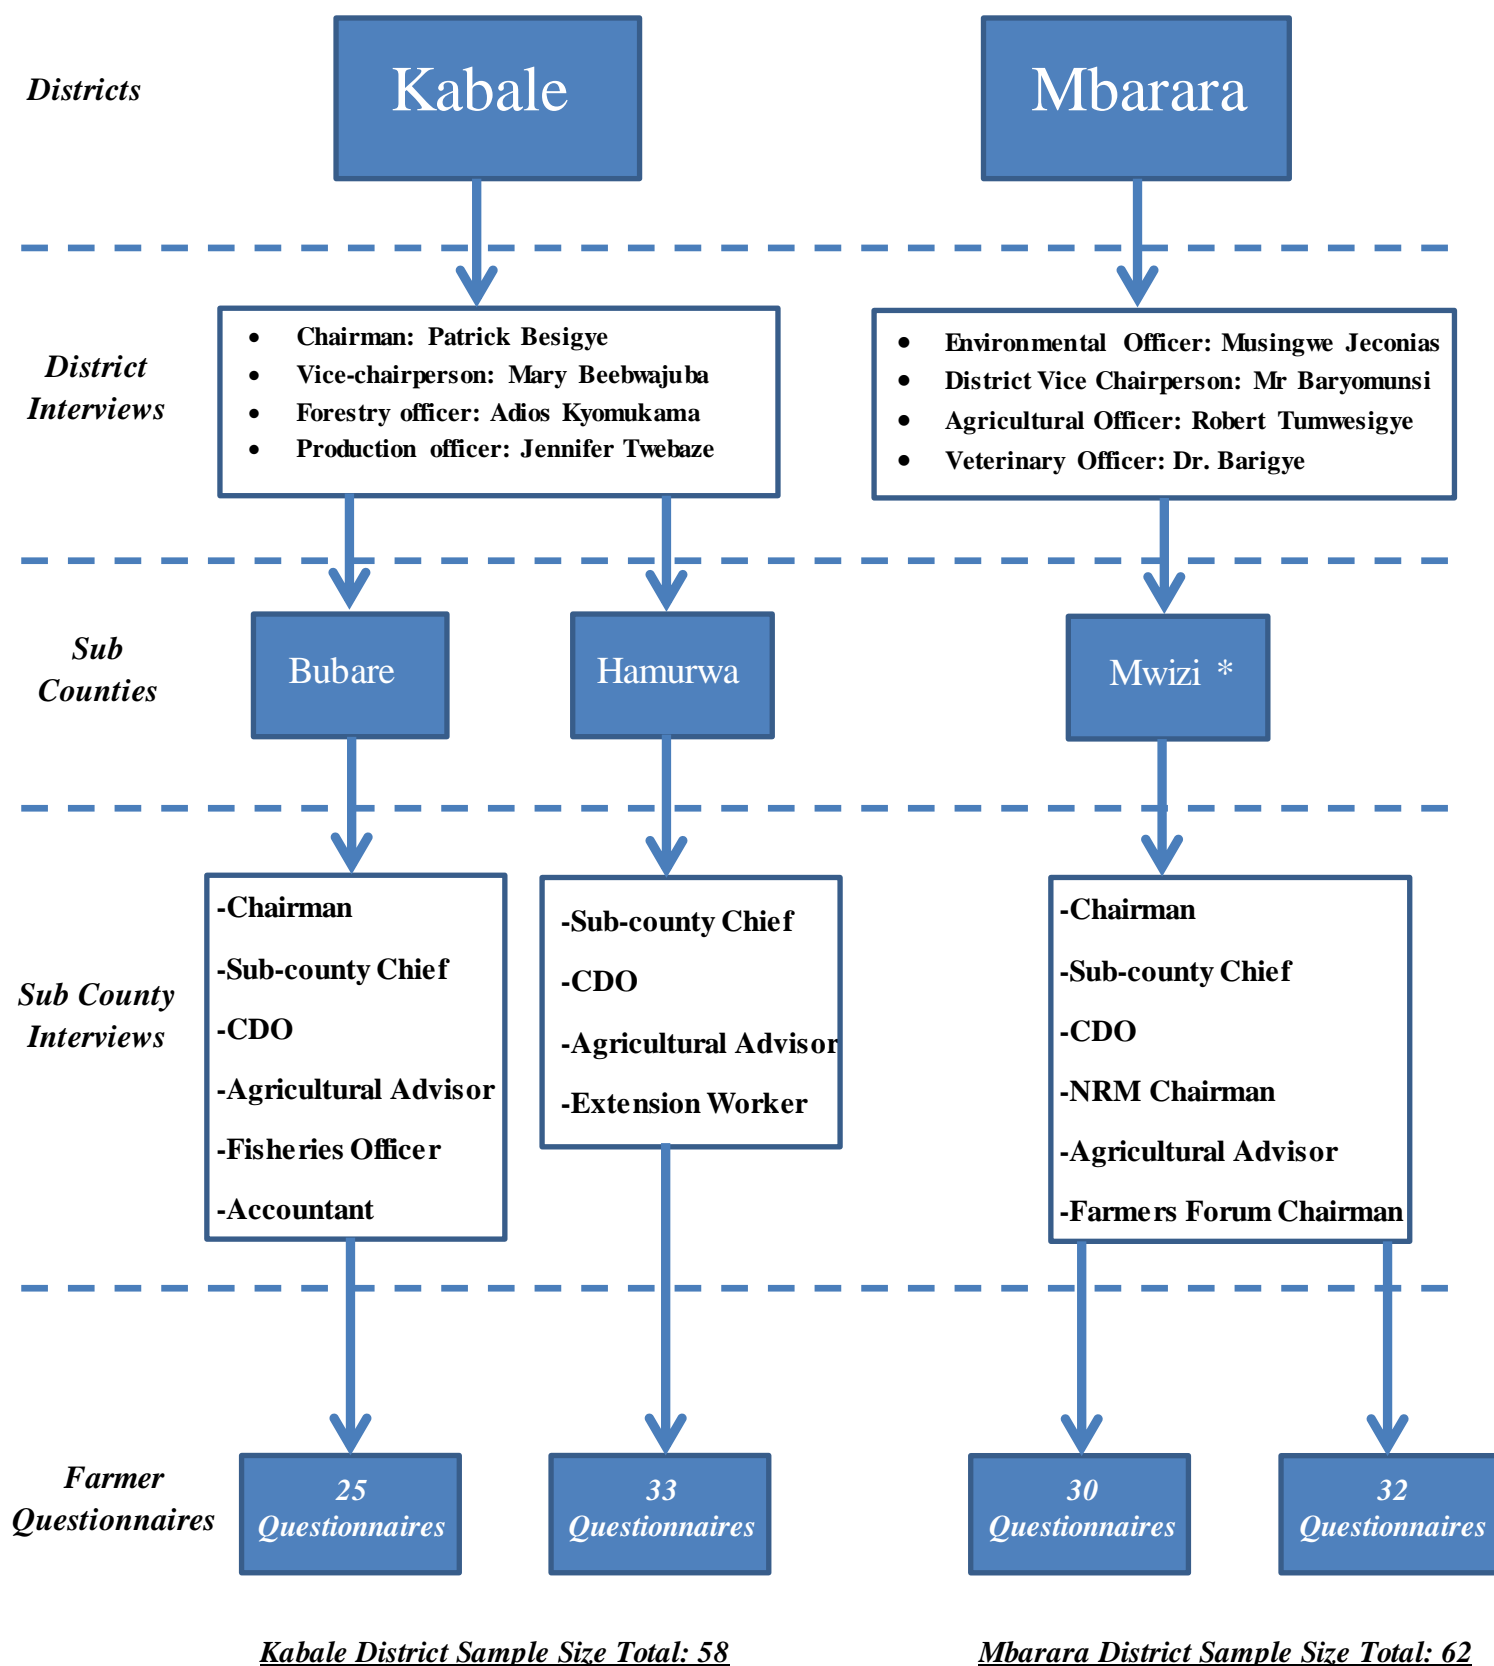 Districts
Kabale
Mbarara
District
Interviews
• Chairman: Patrick Besigye
• Vice-chairperson: Mary Beebwajuba
• Forestry officer: Adios Kyomukama
• Production officer: Jennifer Twebaze
• Environmental Officer: Musingwe Jeconias
• District Vice Chairperson: Mr Baryomunsi
• Agricultural Officer: Robert Tumwesigye
• Veterinary Officer: Dr. Barigye
Sub
Counties
Bubare
Hamurwa
Mwizi *
Sub County
Interviews
-Chairman
-Sub-county Chief
-CDO
-Agricultural Advisor
-Fisheries Officer
-Accountant
-Sub-county Chief
-CDO
-Agricultural Advisor
-Extension Worker
-Chairman
-Sub-county Chief
-CDO
-NRM Chairman
-Agricultural Advisor
-Farmers Forum Chairman
Farmer
Questionnaires
25
Questionnaires
33
Questionnaires
30
Questionnaires
32
Questionnaires
Kabale District Sample Size Total: 58
Mbarara District Sample Size Total: 62